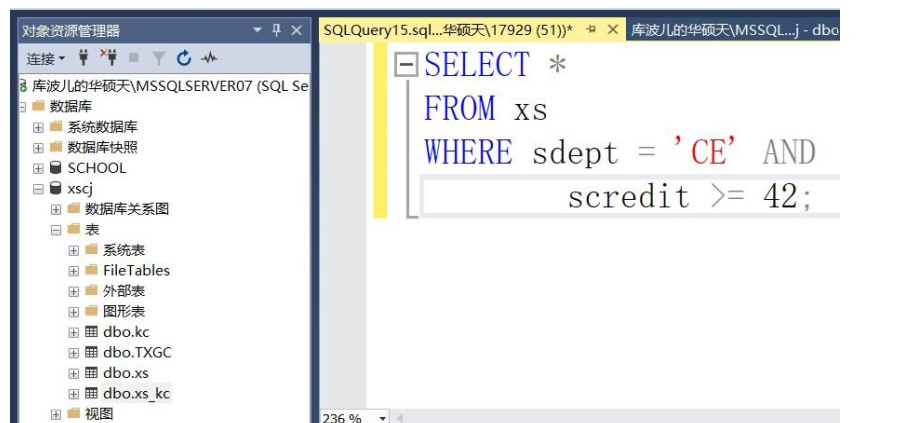 对象资源管理器
连接
库波儿的华硕天\MSSQLSERVER07 (SQL Se
数据库
系统数据库
数据库快照
SCHOOL
xscj
数据库关系图
表
系统表
FileTables
外部表
图形表
dbo.kc
dbo.TXGC
dbo.xs
dbo.xs_kc
视图
SQLQuery15.sql...华硕天\17929 (51))*
库波儿的华硕天\MSSQL...j - dbo
SELECT *
FROM xs
WHERE sdept = 'CE' AND
scredit >= 42;
236 %